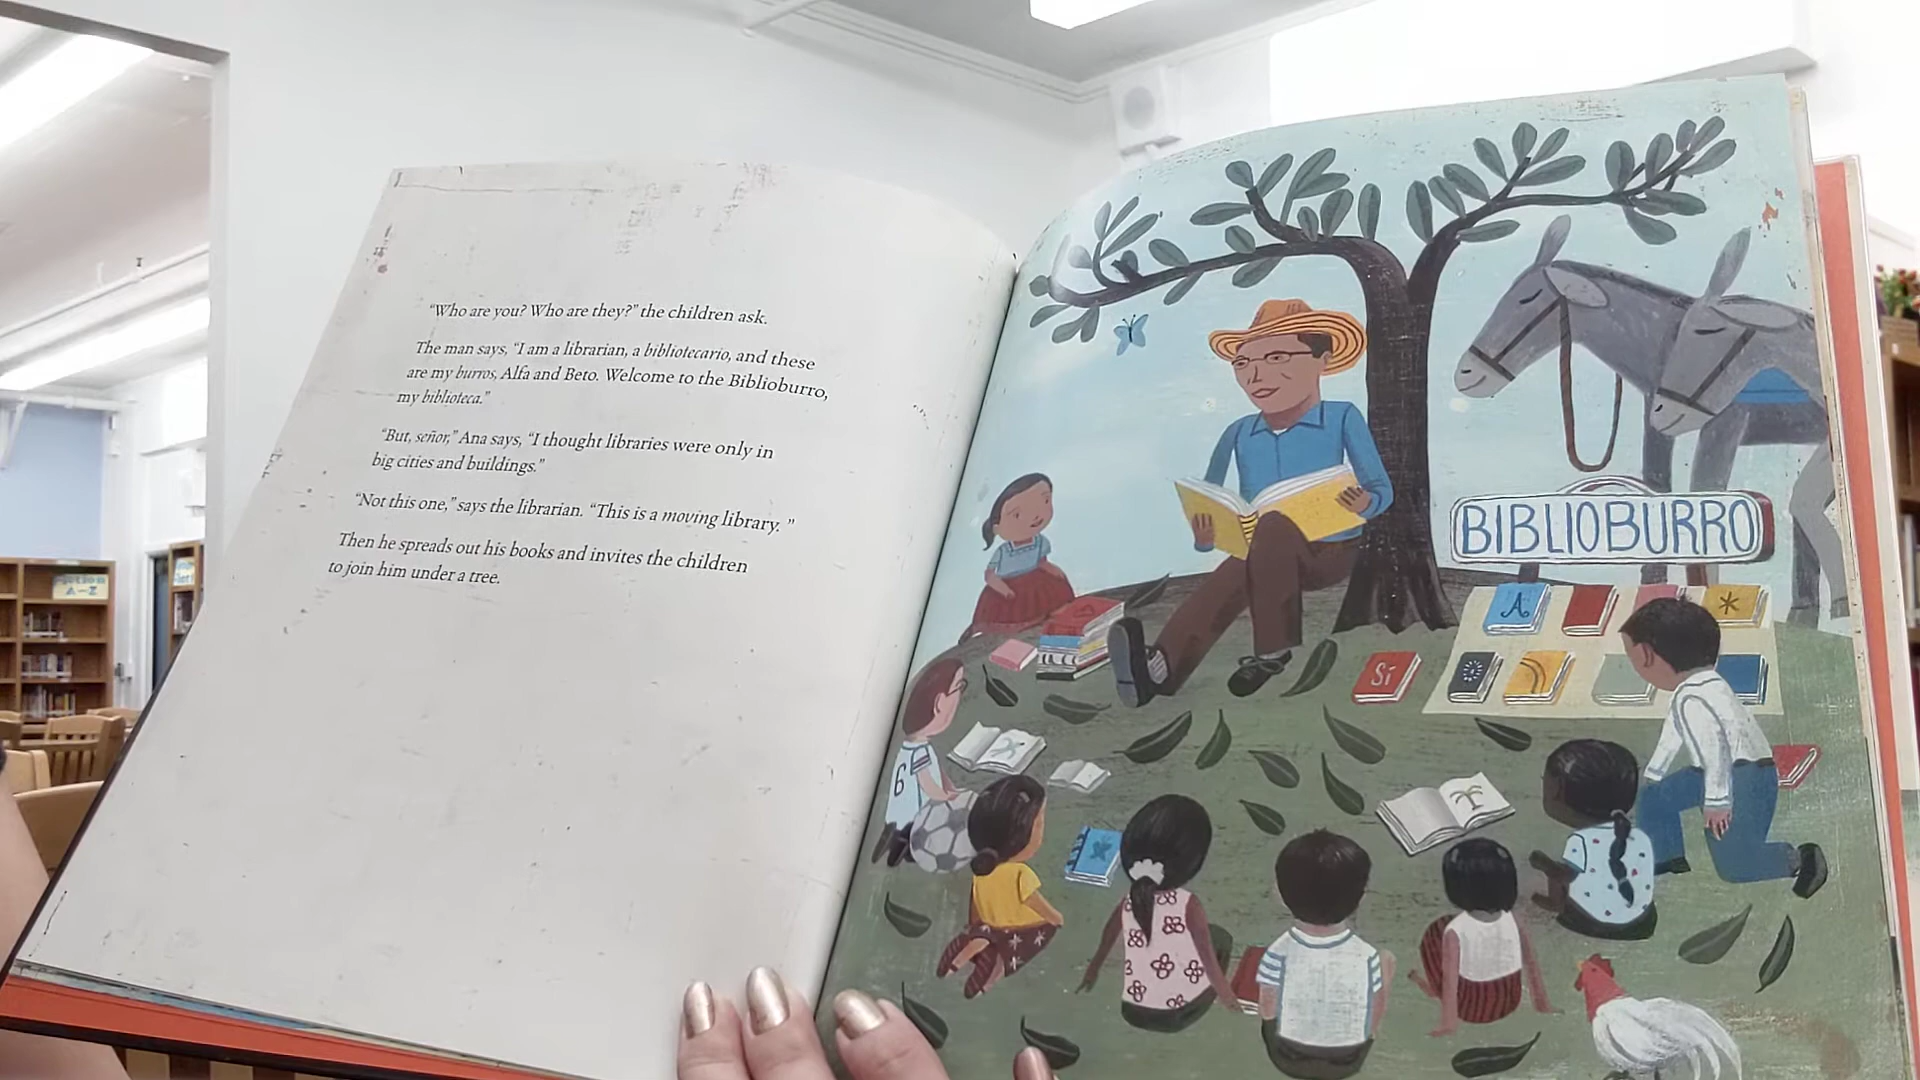 "Who are you? Who are they?" the children ask.
The man says, "I am a librarian, a bibliotecario, and these
are my burros, Alfa and Beto. Welcome to the Biblioburro,
my biblioteca."
"But, señor," Ana says, "I thought libraries were only in
big cities and buildings."
"Not this one," says the librarian. "This is a moving library."
Then he spreads out his books and invites the children
to join him under a tree.
BIBLIOBURRO
A
Sí
6
Fiction
A-Z